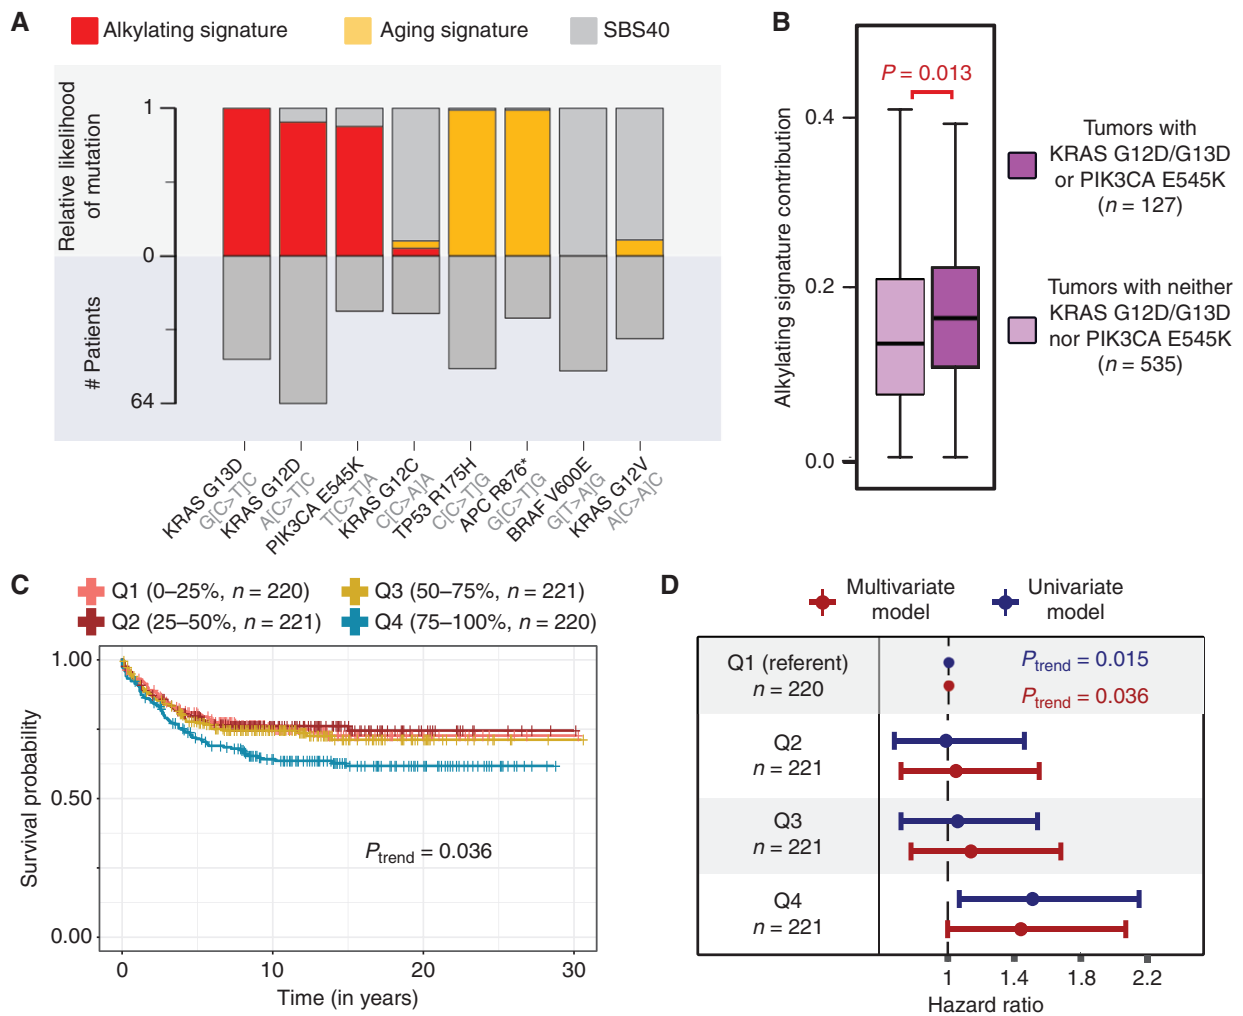 A
Alkylating signature
Aging signature
SBS40
Relative likelihood
of mutation
1
0
# Patients
64
KRAS G13D
G[C>T]C
KRAS G12D
A[C>T]C
PIK3CA E545K
T[C>T]A
KRAS G12C
C[C>A]A
TP53 R175H
C[C>T]G
APC R876*
G[C>T]G
BRAF V600E
G[T>A]G
KRAS G12V
A[C>A]C
B
Alkylating signature contribution
0.4
0.2
0.0
P = 0.013
Tumors with
KRAS G12D/G13D
or PIK3CA E545K
(n = 127)
Tumors with neither
KRAS G12D/G13D
nor PIK3CA E545K
(n = 535)
C
Q1 (0–25%, n = 220)
Q3 (50–75%, n = 221)
Q2 (25–50%, n = 221)
Q4 (75–100%, n = 220)
Survival probability
1.00
0.50
0.00
Ptrend = 0.036
0
10
20
30
Time (in years)
D
Multivariate
model
Univariate
model
Q1 (referent)
n = 220
Ptrend = 0.015
Ptrend = 0.036
Q2
n = 221
Q3
n = 221
Q4
n = 221
1
1.4
1.8
2.2
Hazard ratio